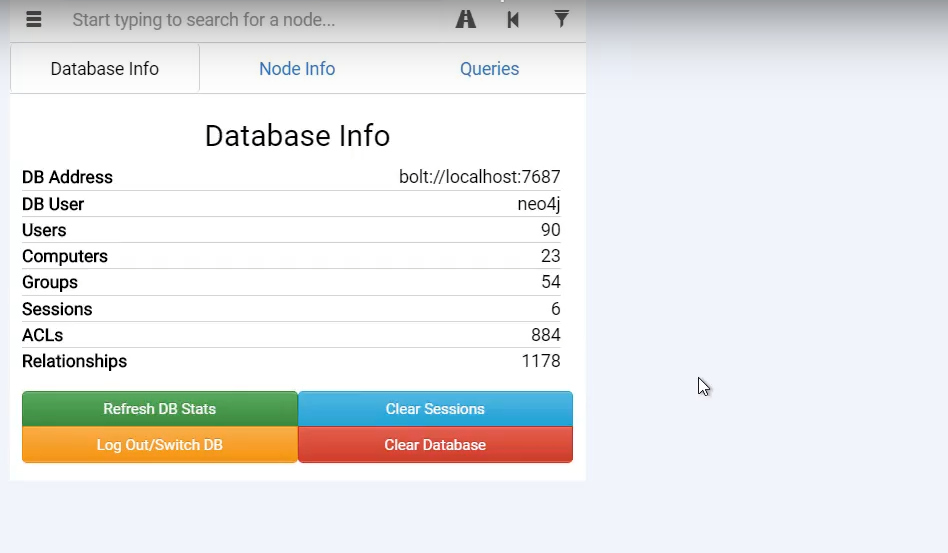 Start typing to search for a node...
Database Info Node Info Queries
Database Info
DB Address bolt://localhost:7687
DB User neo4j
Users 90
Computers 23
Groups 54
Sessions 6
ACLs 884
Relationships 1178
Refresh DB Stats Clear Sessions
Log Out/Switch DB Clear Database